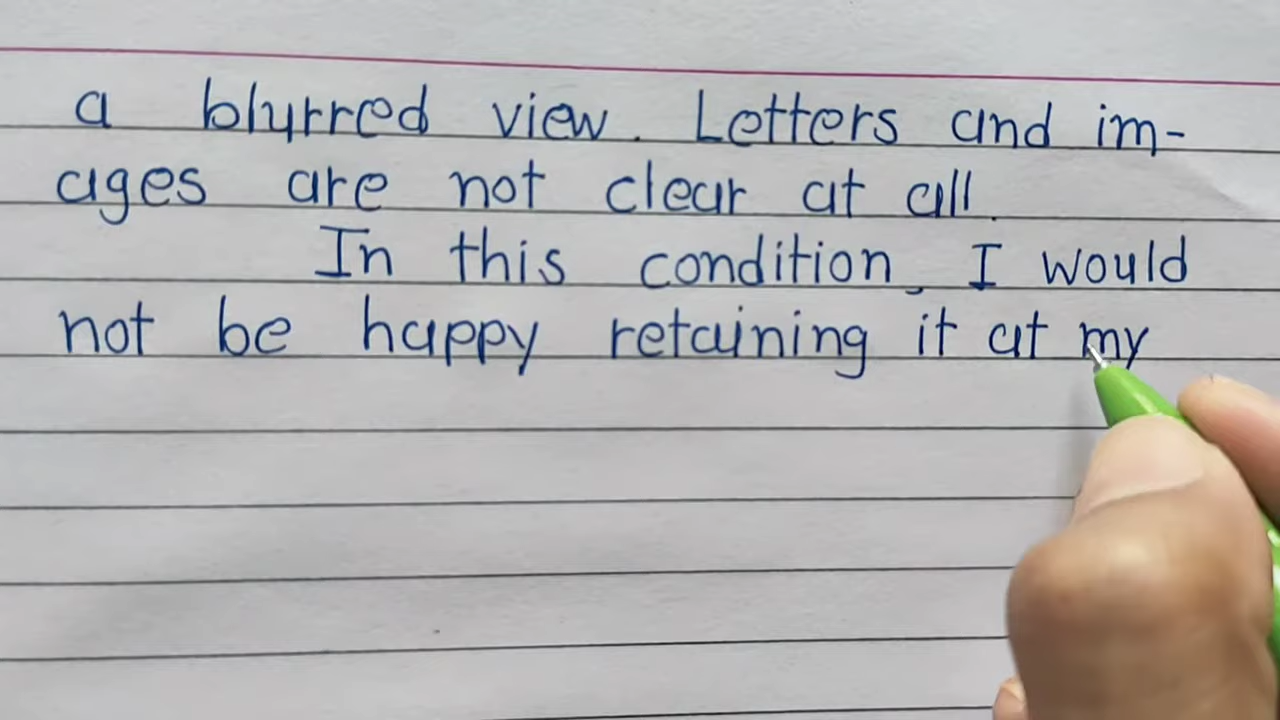 a blurred view. Letters and im-
ages are not clear at all.
In this condition, I would
not be happy retaining it at my